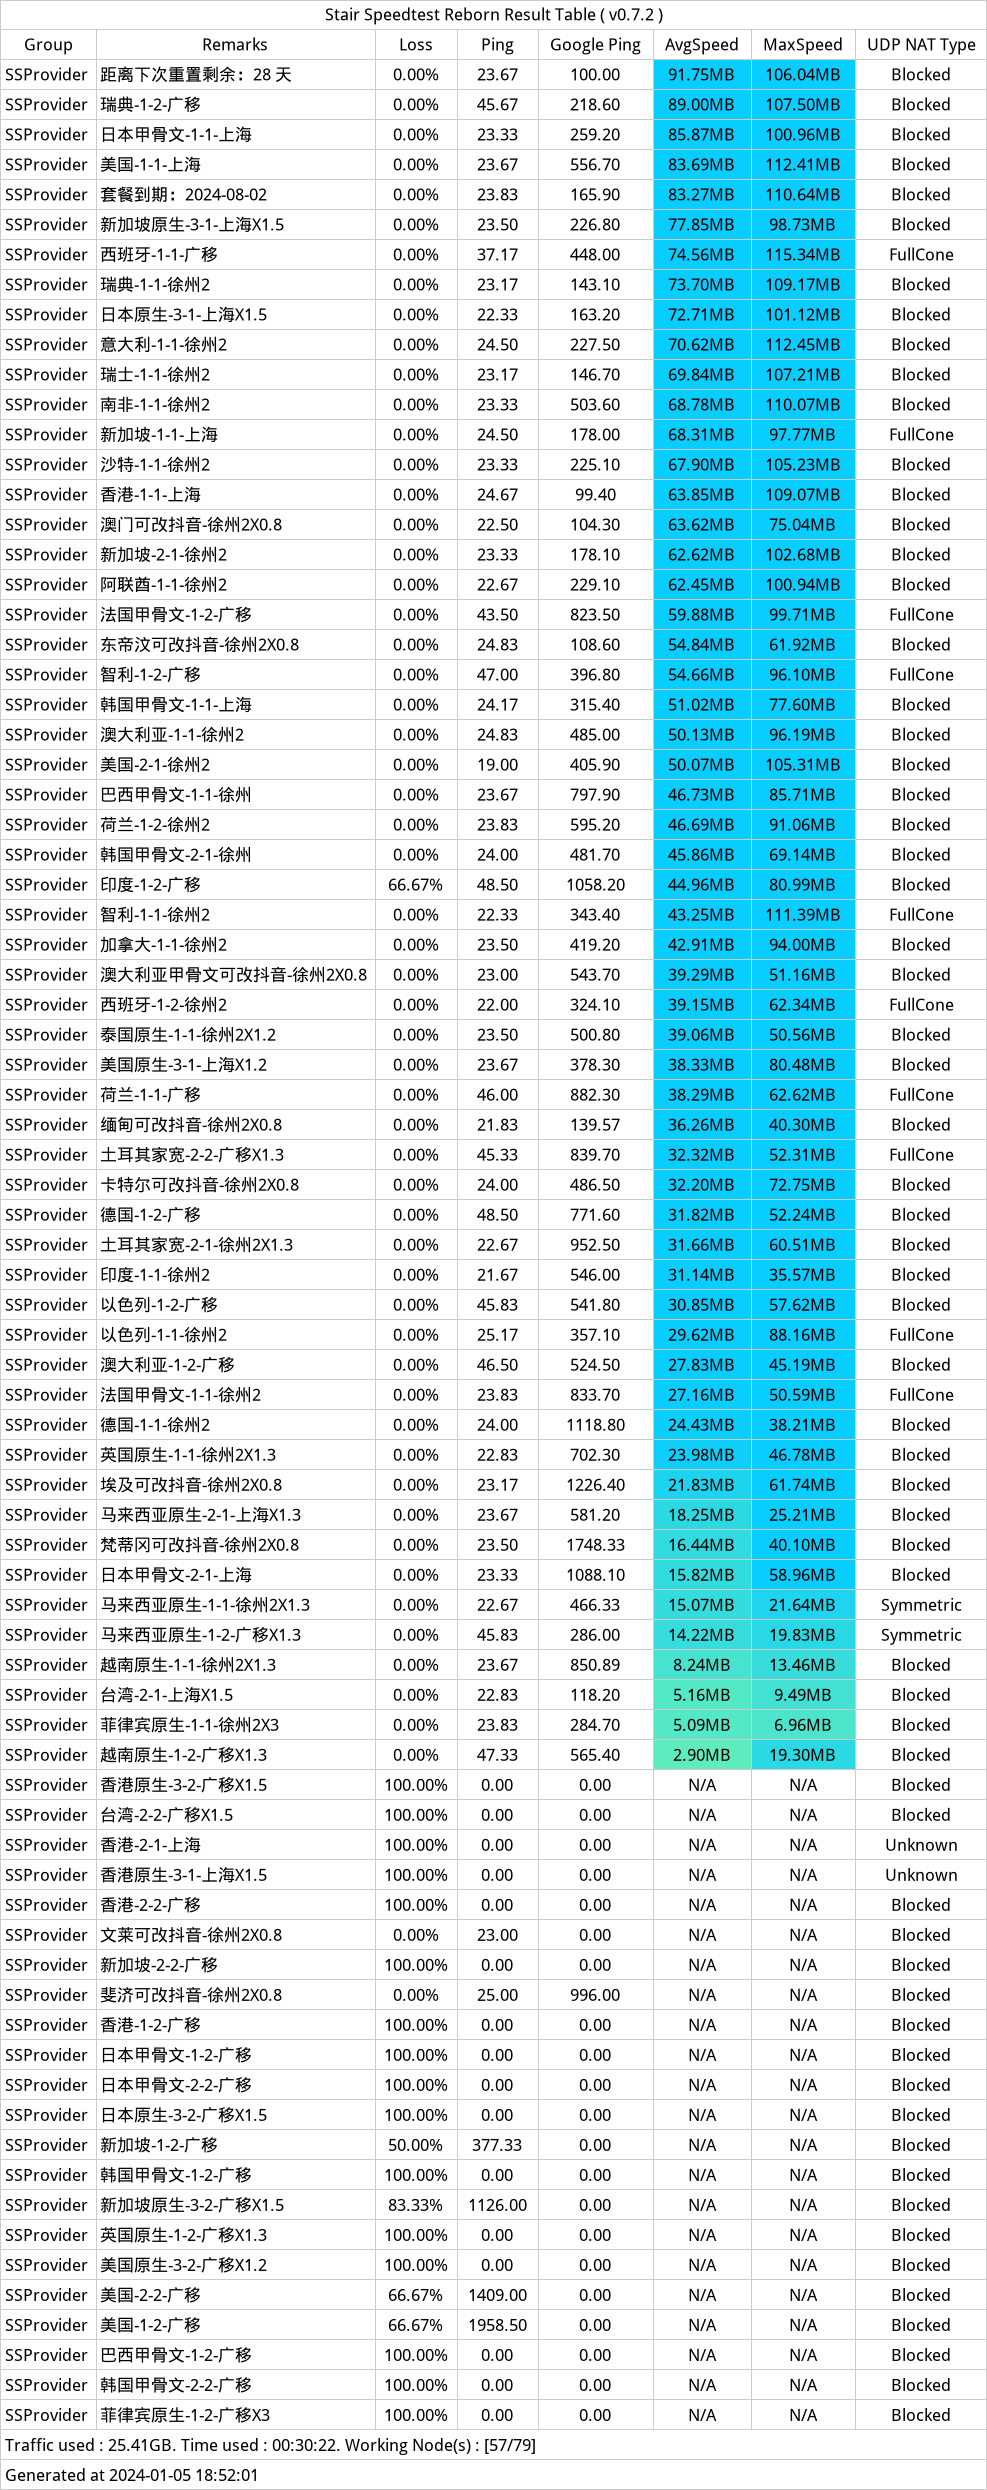 Stair Speedtest Reborn Result Table ( v0.7.2 )
Group Remarks Loss Ping Google Ping AvgSpeed MaxSpeed UDP NAT Type
SSProvider 距离下次重置剩余：28 天 0.00% 23.67 100.00 91.75MB 106.04MB Blocked
SSProvider 瑞典-1-2-广移 0.00% 45.67 218.60 89.00MB 107.50MB Blocked
SSProvider 日本甲骨文-1-1-上海 0.00% 23.33 259.20 85.87MB 100.96MB Blocked
SSProvider 美国-1-1-上海 0.00% 23.67 556.70 83.69MB 112.41MB Blocked
SSProvider 套餐到期：2024-08-02 0.00% 23.83 165.90 83.27MB 110.64MB Blocked
SSProvider 新加坡原生-3-1-上海X1.5 0.00% 23.50 226.80 77.85MB 98.73MB Blocked
SSProvider 西班牙-1-1-广移 0.00% 37.17 448.00 74.56MB 115.34MB FullCone
SSProvider 瑞典-1-1-徐州2 0.00% 23.17 143.10 73.70MB 109.17MB Blocked
SSProvider 日本原生-3-1-上海X1.5 0.00% 22.33 163.20 72.71MB 101.12MB Blocked
SSProvider 意大利-1-1-徐州2 0.00% 24.50 227.50 70.62MB 112.45MB Blocked
SSProvider 瑞士-1-1-徐州2 0.00% 23.17 146.70 69.84MB 107.21MB Blocked
SSProvider 南非-1-1-徐州2 0.00% 23.33 503.60 68.78MB 110.07MB Blocked
SSProvider 新加坡-1-1-上海 0.00% 24.50 178.00 68.31MB 97.77MB FullCone
SSProvider 沙特-1-1-徐州2 0.00% 23.33 225.10 67.90MB 105.23MB Blocked
SSProvider 香港-1-1-上海 0.00% 24.67 99.40 63.85MB 109.07MB Blocked
SSProvider 澳门可改抖音-徐州2X0.8 0.00% 22.50 104.30 63.62MB 75.04MB Blocked
SSProvider 新加坡-2-1-徐州2 0.00% 23.33 178.10 62.62MB 102.68MB Blocked
SSProvider 阿联酋-1-1-徐州2 0.00% 22.67 229.10 62.45MB 100.94MB Blocked
SSProvider 法国甲骨文-1-2-广移 0.00% 43.50 823.50 59.88MB 99.71MB FullCone
SSProvider 东帝汶可改抖音-徐州2X0.8 0.00% 24.83 108.60 54.84MB 61.92MB Blocked
SSProvider 智利-1-2-广移 0.00% 47.00 396.80 54.66MB 96.10MB FullCone
SSProvider 韩国甲骨文-1-1-上海 0.00% 24.17 315.40 51.02MB 77.60MB Blocked
SSProvider 澳大利亚-1-1-徐州2 0.00% 24.83 485.00 50.13MB 96.19MB Blocked
SSProvider 美国-2-1-徐州2 0.00% 19.00 405.90 50.07MB 105.31MB Blocked
SSProvider 巴西甲骨文-1-1-徐州 0.00% 23.67 797.90 46.73MB 85.71MB Blocked
SSProvider 荷兰-1-2-徐州2 0.00% 23.83 595.20 46.69MB 91.06MB Blocked
SSProvider 韩国甲骨文-2-1-徐州 0.00% 24.00 481.70 45.86MB 69.14MB Blocked
SSProvider 印度-1-2-广移 66.67% 48.50 1058.20 44.96MB 80.99MB Blocked
SSProvider 智利-1-1-徐州2 0.00% 22.33 343.40 43.25MB 111.39MB FullCone
SSProvider 加拿大-1-1-徐州2 0.00% 23.50 419.20 42.91MB 94.00MB Blocked
SSProvider 澳大利亚甲骨文可改抖音-徐州2X0.8 0.00% 23.00 543.70 39.29MB 51.16MB Blocked
SSProvider 西班牙-1-2-徐州2 0.00% 22.00 324.10 39.15MB 62.34MB FullCone
SSProvider 泰国原生-1-1-徐州2X1.2 0.00% 23.50 500.80 39.06MB 50.56MB Blocked
SSProvider 美国原生-3-1-上海X1.2 0.00% 23.67 378.30 38.33MB 80.48MB Blocked
SSProvider 荷兰-1-1-广移 0.00% 46.00 882.30 38.29MB 62.62MB FullCone
SSProvider 缅甸可改抖音-徐州2X0.8 0.00% 21.83 139.57 36.26MB 40.30MB Blocked
SSProvider 土耳其家宽-2-2-广移X1.3 0.00% 45.33 839.70 32.32MB 52.31MB FullCone
SSProvider 卡特尔可改抖音-徐州2X0.8 0.00% 24.00 486.50 32.20MB 72.75MB Blocked
SSProvider 德国-1-2-广移 0.00% 48.50 771.60 31.82MB 52.24MB Blocked
SSProvider 土耳其家宽-2-1-徐州2X1.3 0.00% 22.67 952.50 31.66MB 60.51MB Blocked
SSProvider 印度-1-1-徐州2 0.00% 21.67 546.00 31.14MB 35.57MB Blocked
SSProvider 以色列-1-2-广移 0.00% 45.83 541.80 30.85MB 57.62MB Blocked
SSProvider 以色列-1-1-徐州2 0.00% 25.17 357.10 29.62MB 88.16MB FullCone
SSProvider 澳大利亚-1-2-广移 0.00% 46.50 524.50 27.83MB 45.19MB Blocked
SSProvider 法国甲骨文-1-1-徐州2 0.00% 23.83 833.70 27.16MB 50.59MB FullCone
SSProvider 德国-1-1-徐州2 0.00% 24.00 1118.80 24.43MB 38.21MB Blocked
SSProvider 英国原生-1-1-徐州2X1.3 0.00% 22.83 702.30 23.98MB 46.78MB Blocked
SSProvider 埃及可改抖音-徐州2X0.8 0.00% 23.17 1226.40 21.83MB 61.74MB Blocked
SSProvider 马来西亚原生-2-1-上海X1.3 0.00% 23.67 581.20 18.25MB 25.21MB Blocked
SSProvider 梵蒂冈可改抖音-徐州2X0.8 0.00% 23.50 1748.33 16.44MB 40.10MB Blocked
SSProvider 日本甲骨文-2-1-上海 0.00% 23.33 1088.10 15.82MB 58.96MB Blocked
SSProvider 马来西亚原生-1-1-徐州2X1.3 0.00% 22.67 466.33 15.07MB 21.64MB Symmetric
SSProvider 马来西亚原生-1-2-广移X1.3 0.00% 45.83 286.00 14.22MB 19.83MB Symmetric
SSProvider 越南原生-1-1-徐州2X1.3 0.00% 23.67 850.89 8.24MB 13.46MB Blocked
SSProvider 台湾-2-1-上海X1.5 0.00% 22.83 118.20 5.16MB 9.49MB Blocked
SSProvider 菲律宾原生-1-1-徐州2X3 0.00% 23.83 284.70 5.09MB 6.96MB Blocked
SSProvider 越南原生-1-2-广移X1.3 0.00% 47.33 565.40 2.90MB 19.30MB Blocked
SSProvider 香港原生-3-2-广移X1.5 100.00% 0.00 0.00 N/A N/A Blocked
SSProvider 台湾-2-2-广移X1.5 100.00% 0.00 0.00 N/A N/A Blocked
SSProvider 香港-2-1-上海 100.00% 0.00 0.00 N/A N/A Unknown
SSProvider 香港原生-3-1-上海X1.5 100.00% 0.00 0.00 N/A N/A Unknown
SSProvider 香港-2-2-广移 100.00% 0.00 0.00 N/A N/A Blocked
SSProvider 文莱可改抖音-徐州2X0.8 0.00% 23.00 0.00 N/A N/A Blocked
SSProvider 新加坡-2-2-广移 100.00% 0.00 0.00 N/A N/A Blocked
SSProvider 斐济可改抖音-徐州2X0.8 0.00% 25.00 996.00 N/A N/A Blocked
SSProvider 香港-1-2-广移 100.00% 0.00 0.00 N/A N/A Blocked
SSProvider 日本甲骨文-1-2-广移 100.00% 0.00 0.00 N/A N/A Blocked
SSProvider 日本甲骨文-2-2-广移 100.00% 0.00 0.00 N/A N/A Blocked
SSProvider 日本原生-3-2-广移X1.5 100.00% 0.00 0.00 N/A N/A Blocked
SSProvider 新加坡-1-2-广移 50.00% 377.33 0.00 N/A N/A Blocked
SSProvider 韩国甲骨文-1-2-广移 100.00% 0.00 0.00 N/A N/A Blocked
SSProvider 新加坡原生-3-2-广移X1.5 83.33% 1126.00 0.00 N/A N/A Blocked
SSProvider 英国原生-1-2-广移X1.3 100.00% 0.00 0.00 N/A N/A Blocked
SSProvider 美国原生-3-2-广移X1.2 100.00% 0.00 0.00 N/A N/A Blocked
SSProvider 美国-2-2-广移 66.67% 1409.00 0.00 N/A N/A Blocked
SSProvider 美国-1-2-广移 66.67% 1958.50 0.00 N/A N/A Blocked
SSProvider 巴西甲骨文-1-2-广移 100.00% 0.00 0.00 N/A N/A Blocked
SSProvider 韩国甲骨文-2-2-广移 100.00% 0.00 0.00 N/A N/A Blocked
SSProvider 菲律宾原生-1-2-广移X3 100.00% 0.00 0.00 N/A N/A Blocked
Traffic used : 25.41GB. Time used : 00:30:22. Working Node(s) : [57/79]
Generated at 2024-01-05 18:52:01